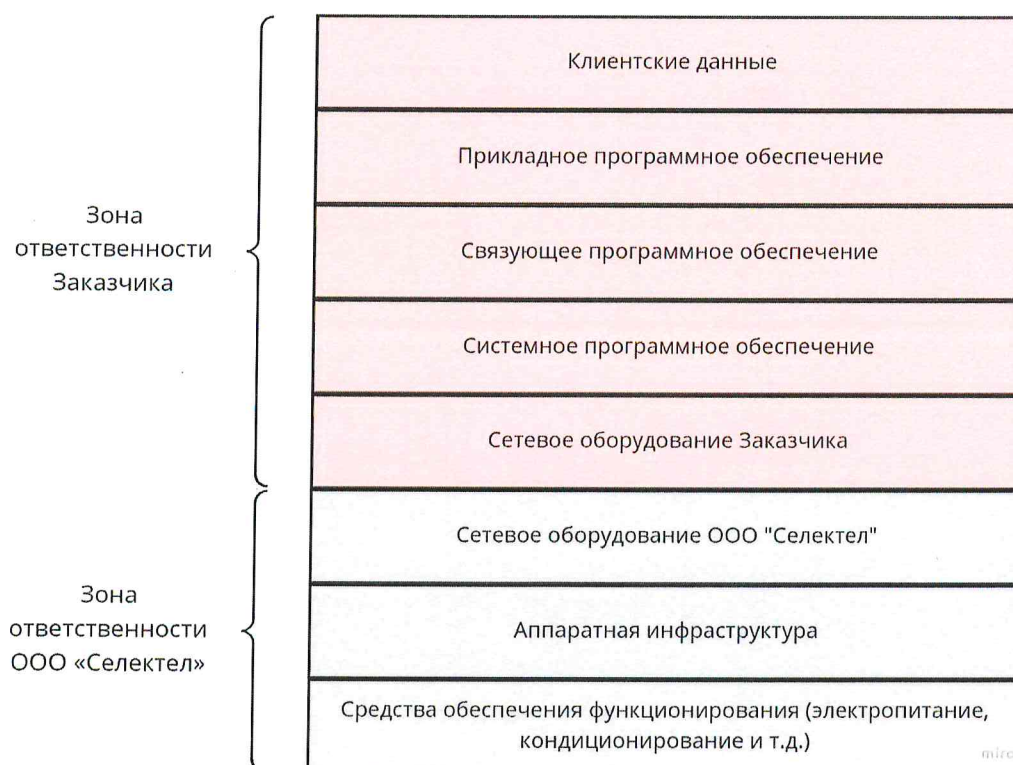 Клиентские данные
Прикладное программное обеспечение
Зона
ответственности
Заказчика
Связующее программное обеспечение
Системное программное обеспечение
Сетевое оборудование Заказчика
Сетевое оборудование ООО "Селектел"
Зона
ответственности
ООО «Селектел»
Аппаратная инфраструктура
Средства обеспечения функционирования (электропитание,
кондиционирование и т.д.)